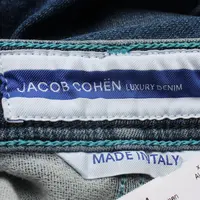 JACOB COHËN LUXURY DENIM
MADE IN ITALY